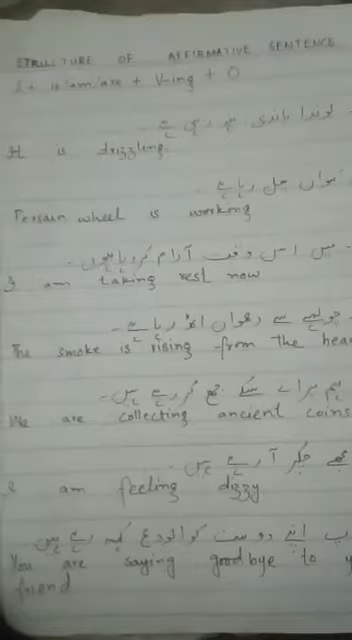 STRUCTURE OF AFFIRMATIVE SENTENCE
S + is/am/are + V-ing + O
بوندا باندی ہو رہی ہے۔
It is drizzling.
کنواں چل رہا ہے۔
Persain wheel is working
میں اس وقت آرام کر رہا ہوں۔
I am taking rest now
چولہے سے دھواں اٹھ رہا ہے۔
The smoke is rising from the hea
ہم پرانے سکے جمع کر رہے ہیں۔
We are collecting ancient coins
مجھے چکر آ رہے ہیں۔
I am feeling dizzy.
اپنے دوست کو الوداع کہہ رہے ہیں
You are saying goodbye to y
friend